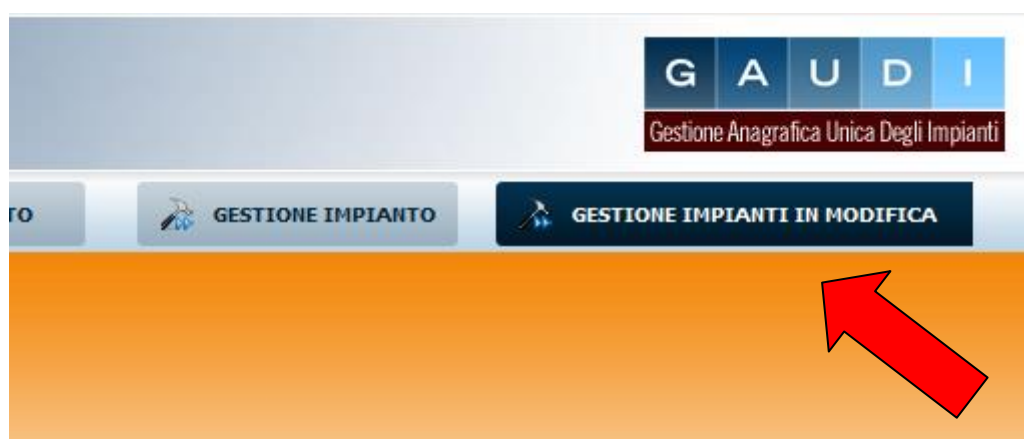 G A U D I
Gestione Anagrafica Unica Degli Impianti
TO
GESTIONE IMPIANTO
GESTIONE IMPIANTI IN MODIFICA